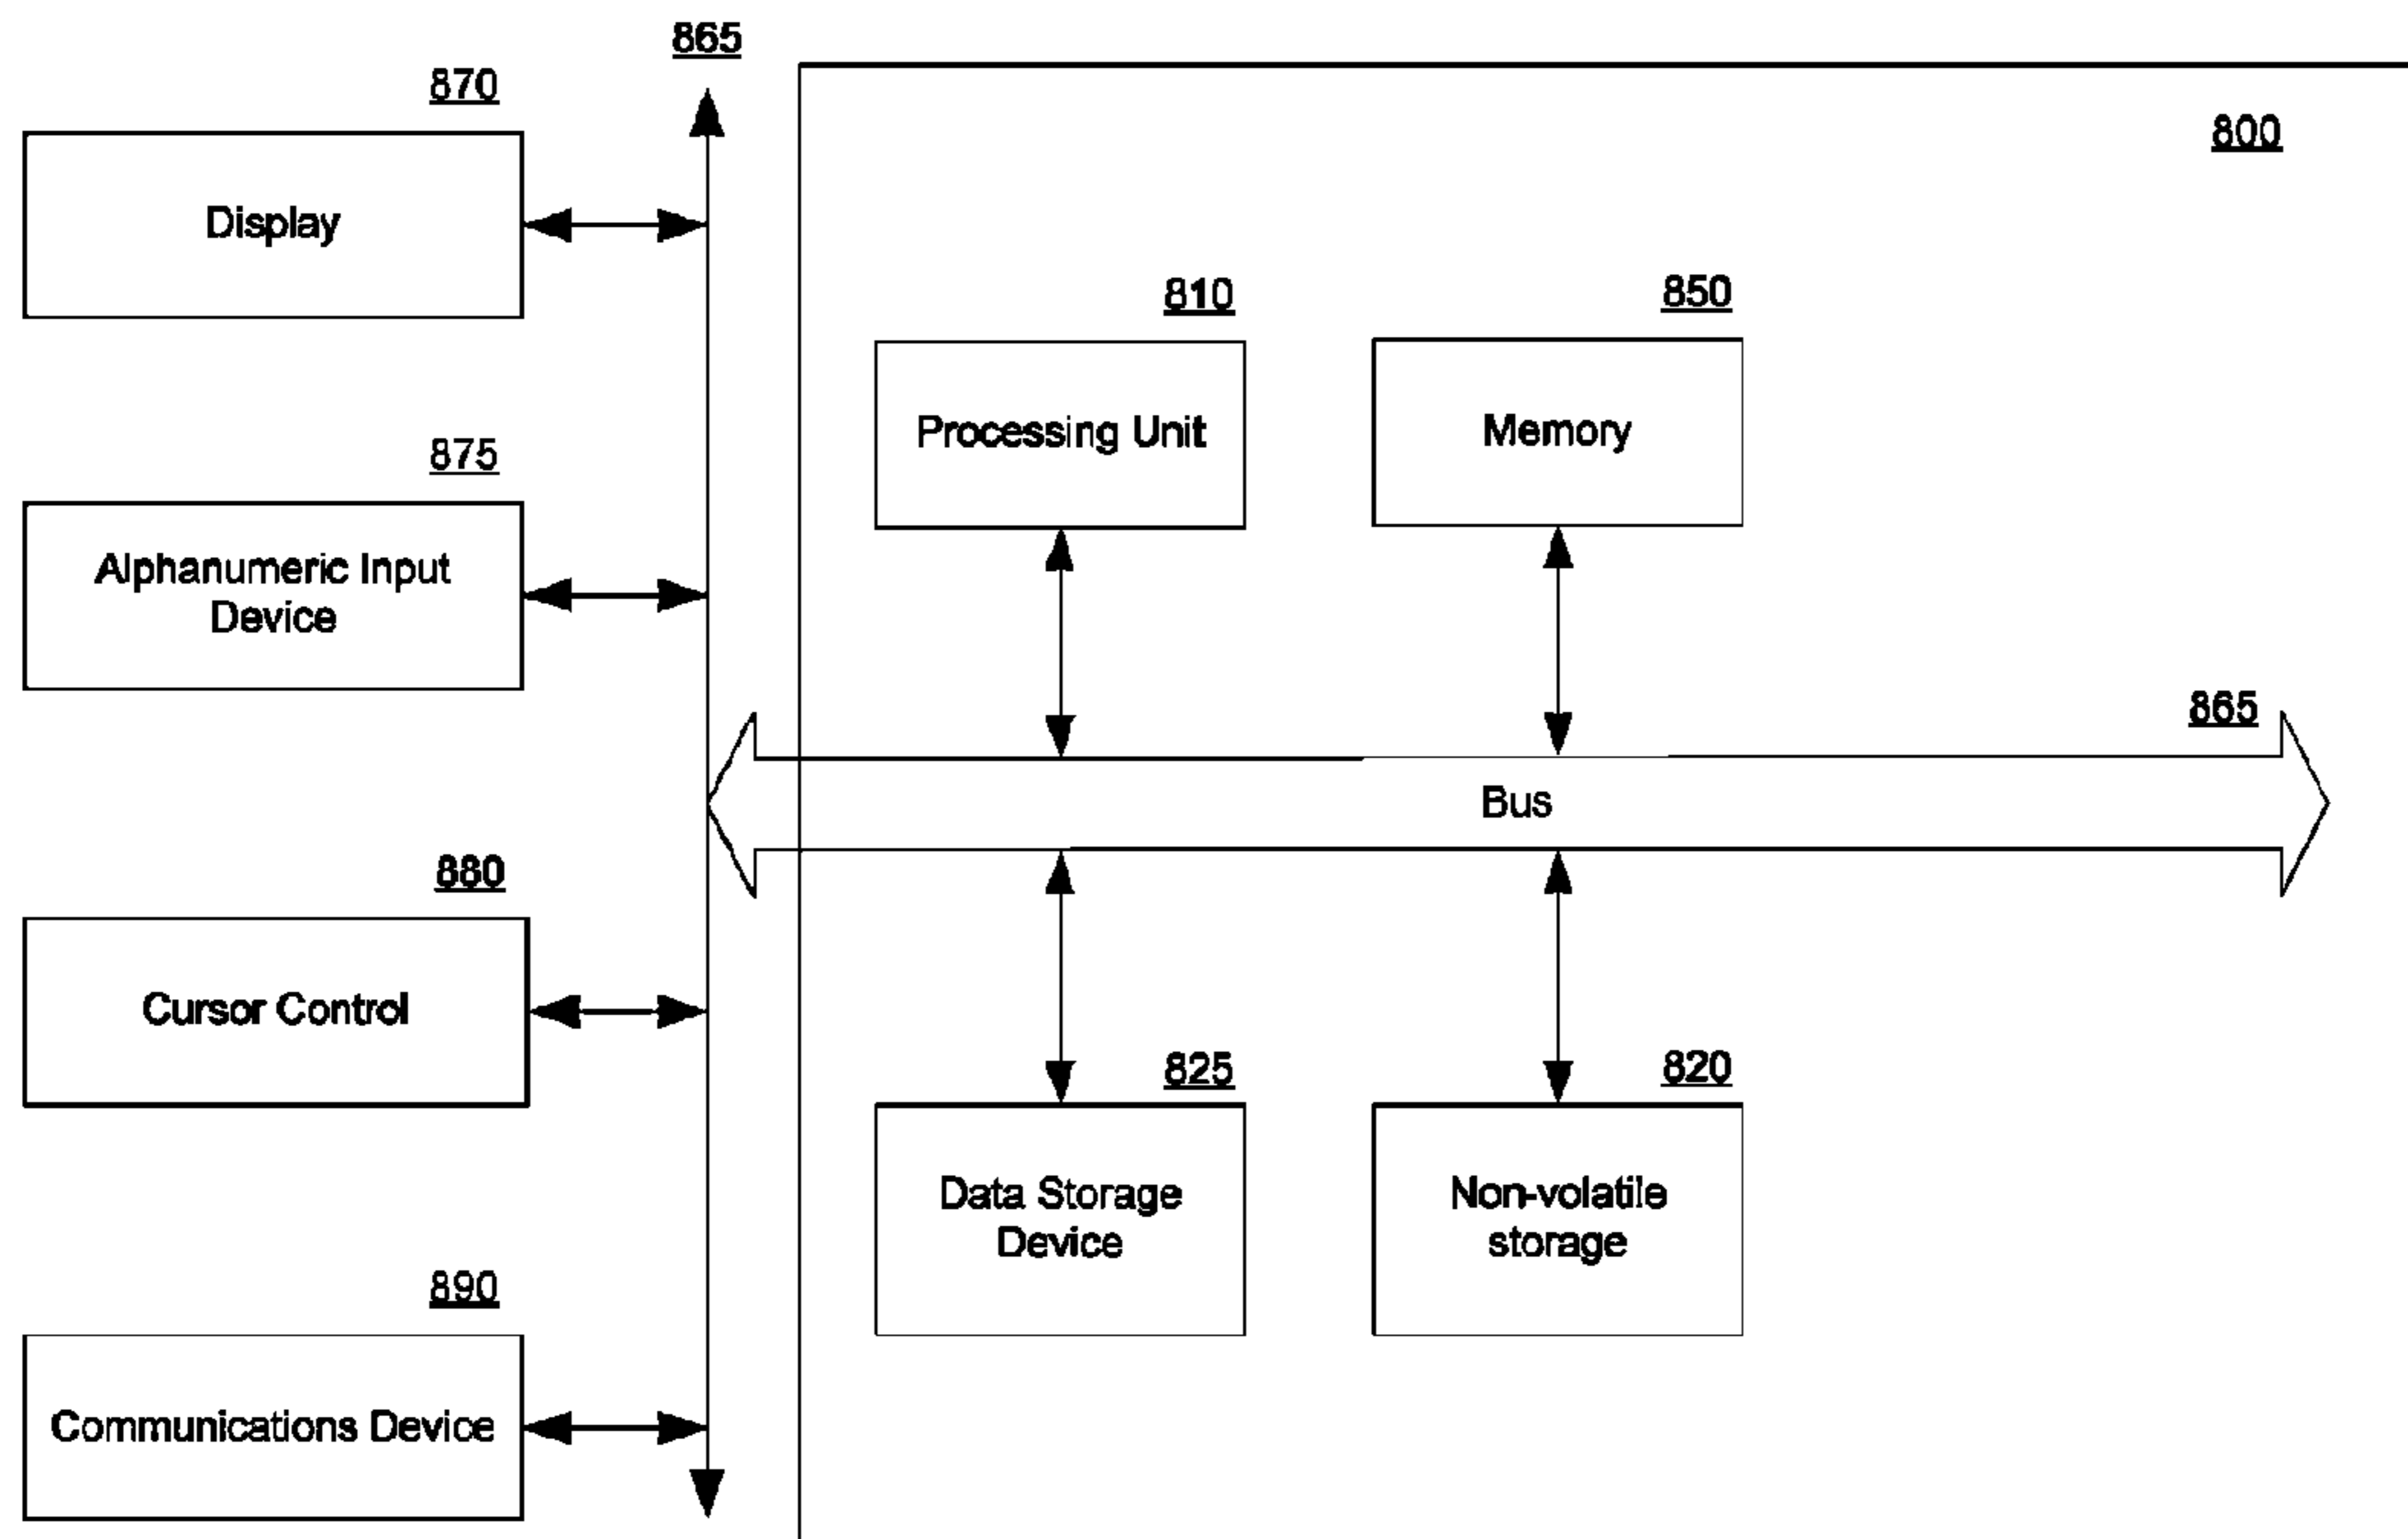 865
870
800
Display
810
850
Processing Unit
Memory
875
Alphanumeric Input
Device
865
Bus
880
Cursor Control
825
820
Data Storage
Device
Non-volatile
storage
890
Communications Device